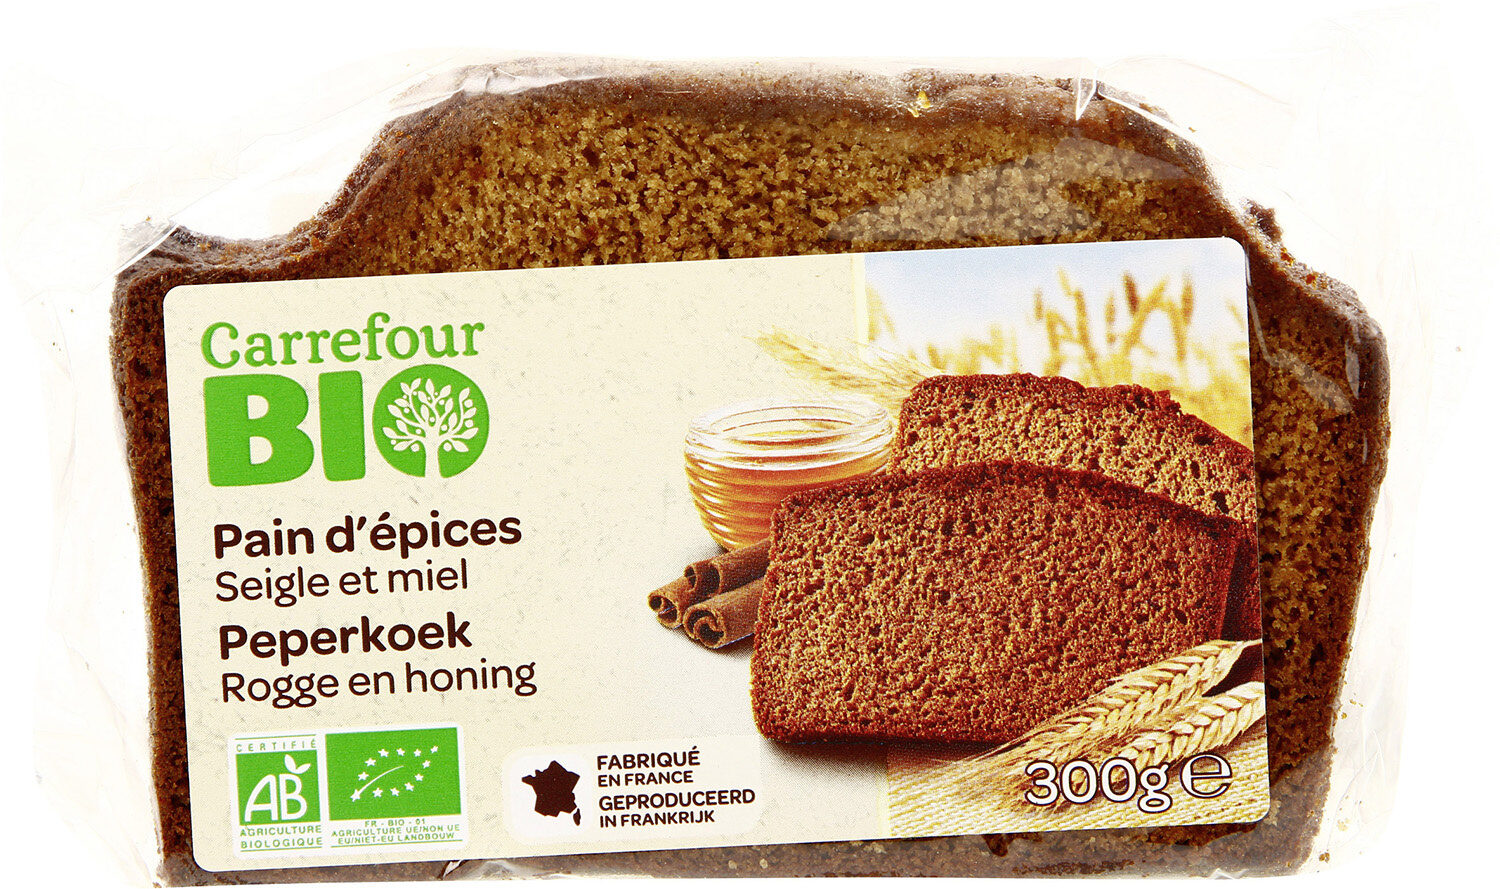 Carrefour
BIO
Pain d'épices
Seigle et miel
Peperkoek
Rogge en honing
CERTIFIÉ
AB
AGRICULTURE
BIOLOGIQUE
FR - BIO - 01
AGRICULTURE UE/NON UE
EU/NIET-EU LANDBOUW
FABRIQUÉ
EN FRANCE
GEPRODUCEERD
IN FRANKRIJK
300g e